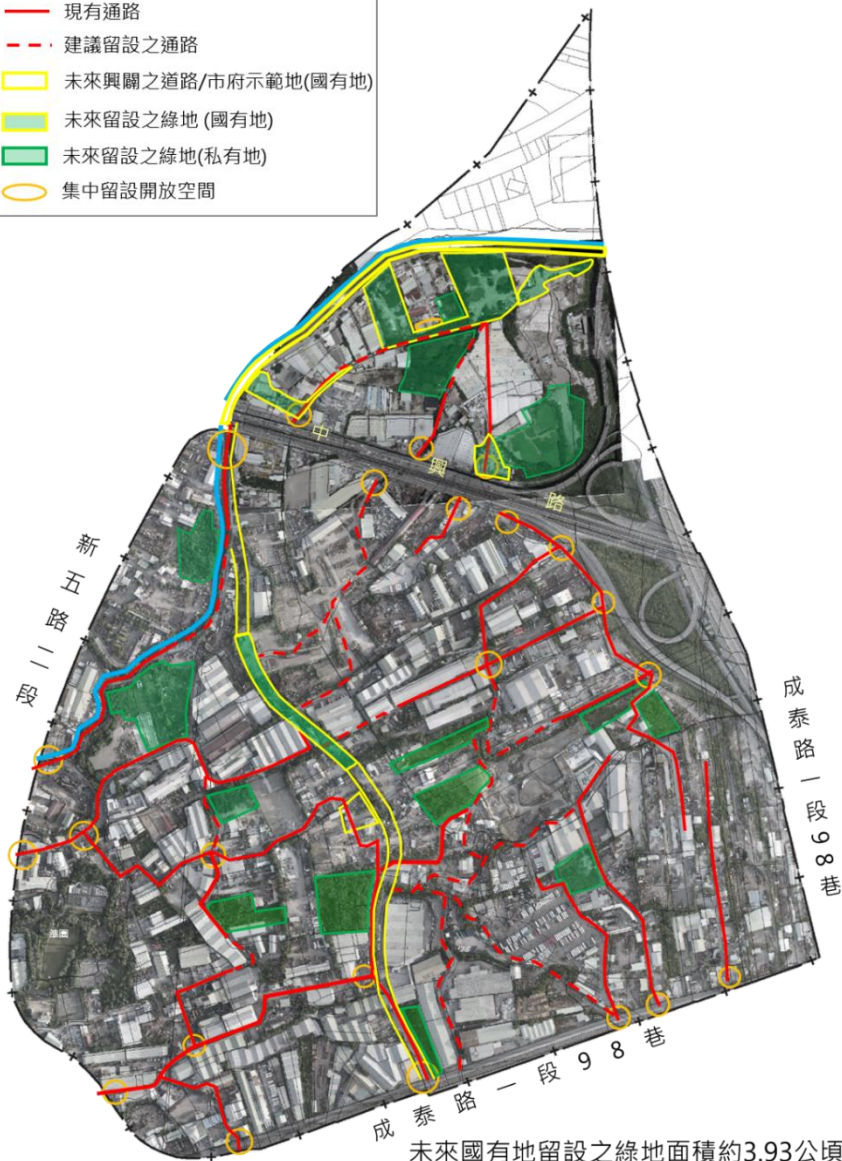 現有通路
建議留設之通路
未來興闢之道路/市府示範地(國有地)
未來留設之綠地 (國有地)
未來留設之綠地(私有地)
集中留設開放空間
中興路
新五路二段
成泰路一段98巷
成泰路一段98巷
未來國有地留設之綠地面積約3.93公頃